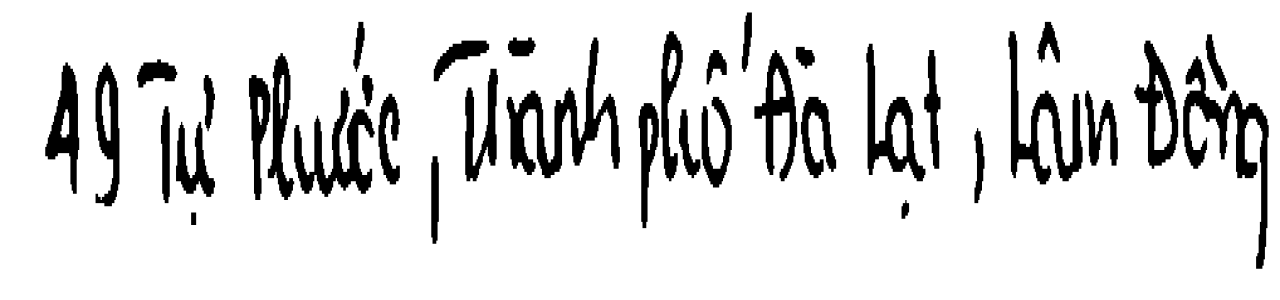 49 Tự Phước, Thành phố Đà Lạt, Lâm Đồng